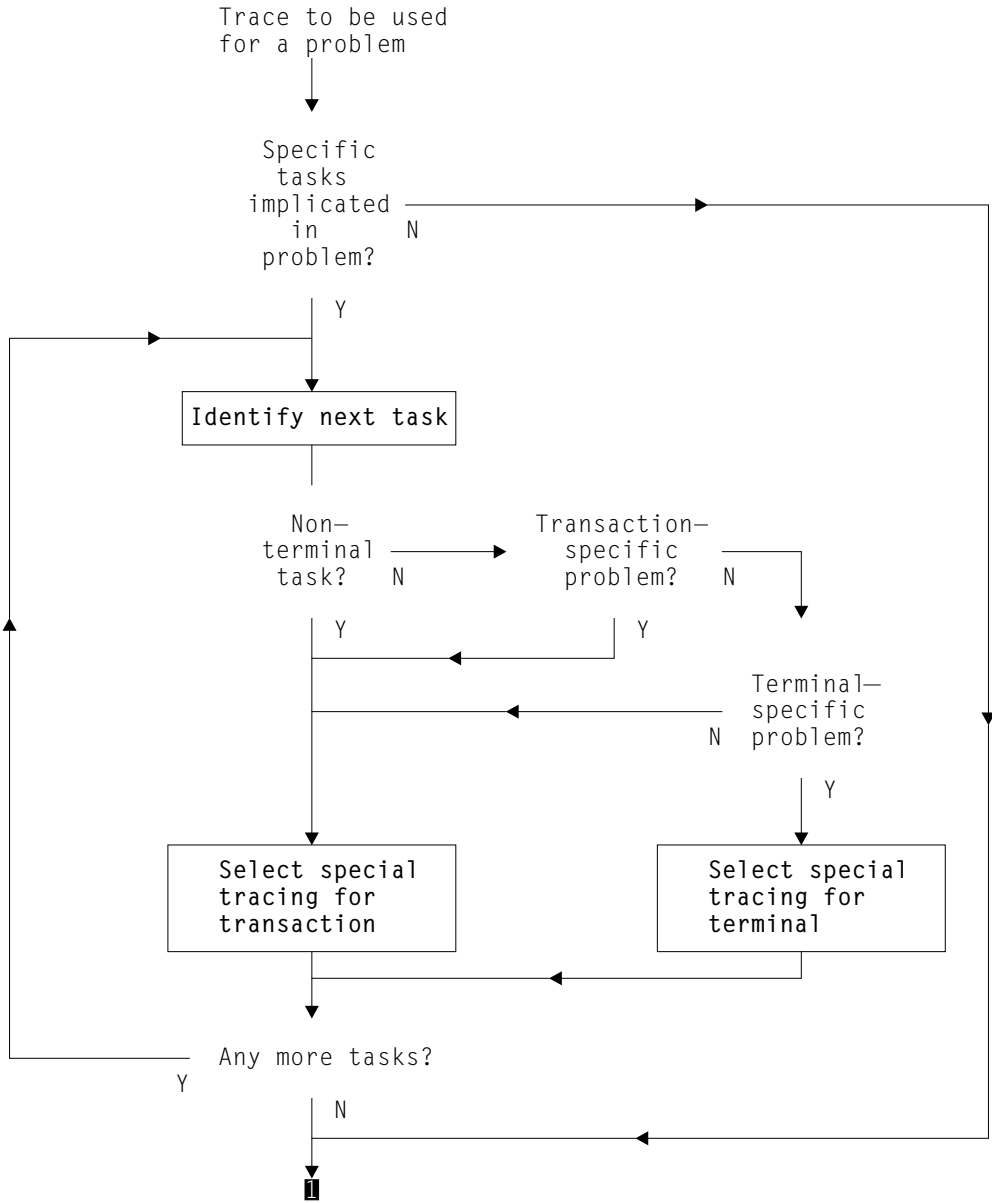 Trace to be used
for a problem
Specific
tasks
implicated
in
problem?
N
Y
Identify next task
Non—
terminal
task?
N
Y
Transaction—
specific
problem?
N
Y
Terminal—
specific
problem?
N
Y
Select special
tracing for
transaction
Select special
tracing for
terminal
Any more tasks?
Y
N
1